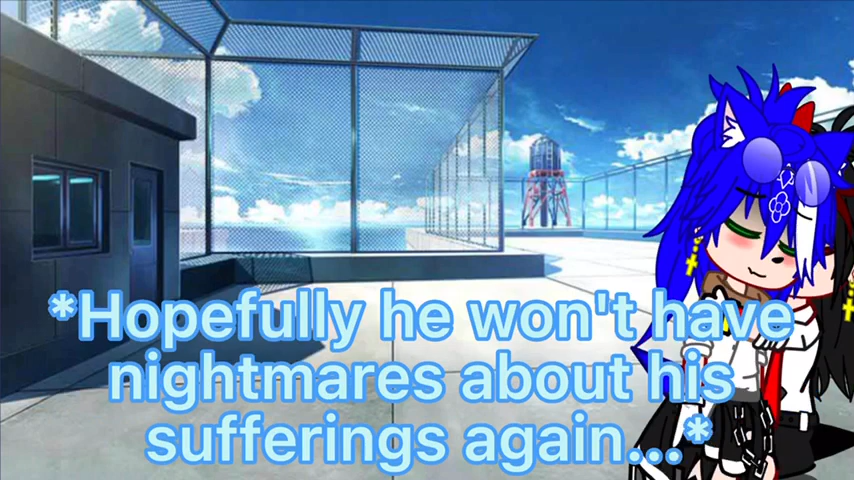 *Hopefully he won't have
nightmares about his
sufferings again...*